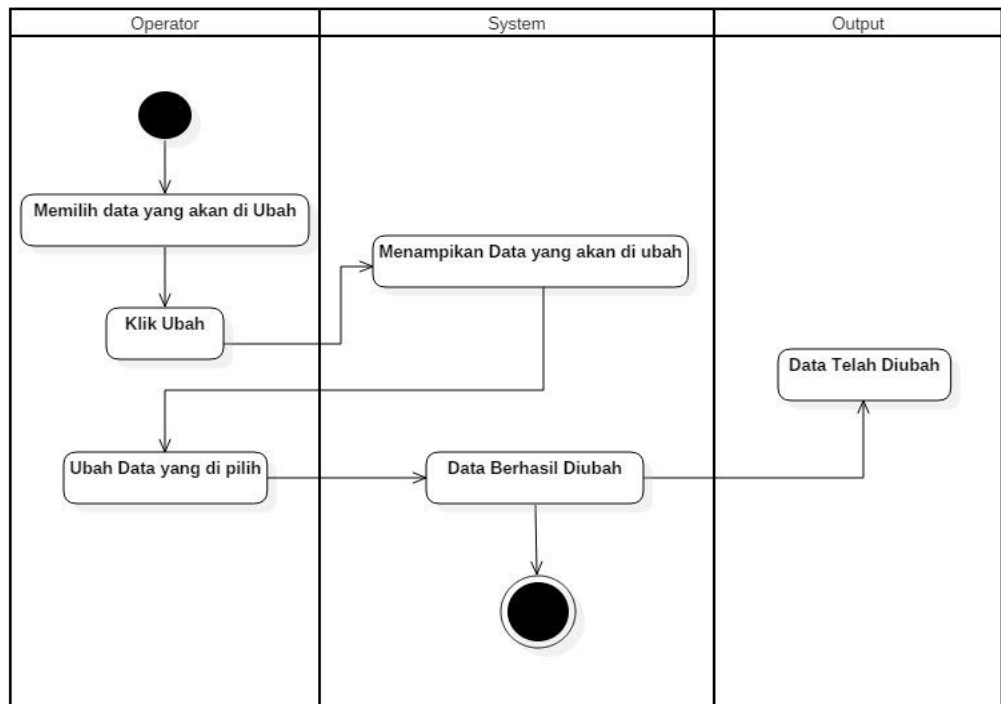 Operator
System
Output
Memilih data yang akan di Ubah
Menampikan Data yang akan di ubah
Klik Ubah
Data Telah Diubah
Ubah Data yang di pilih
Data Berhasil Diubah